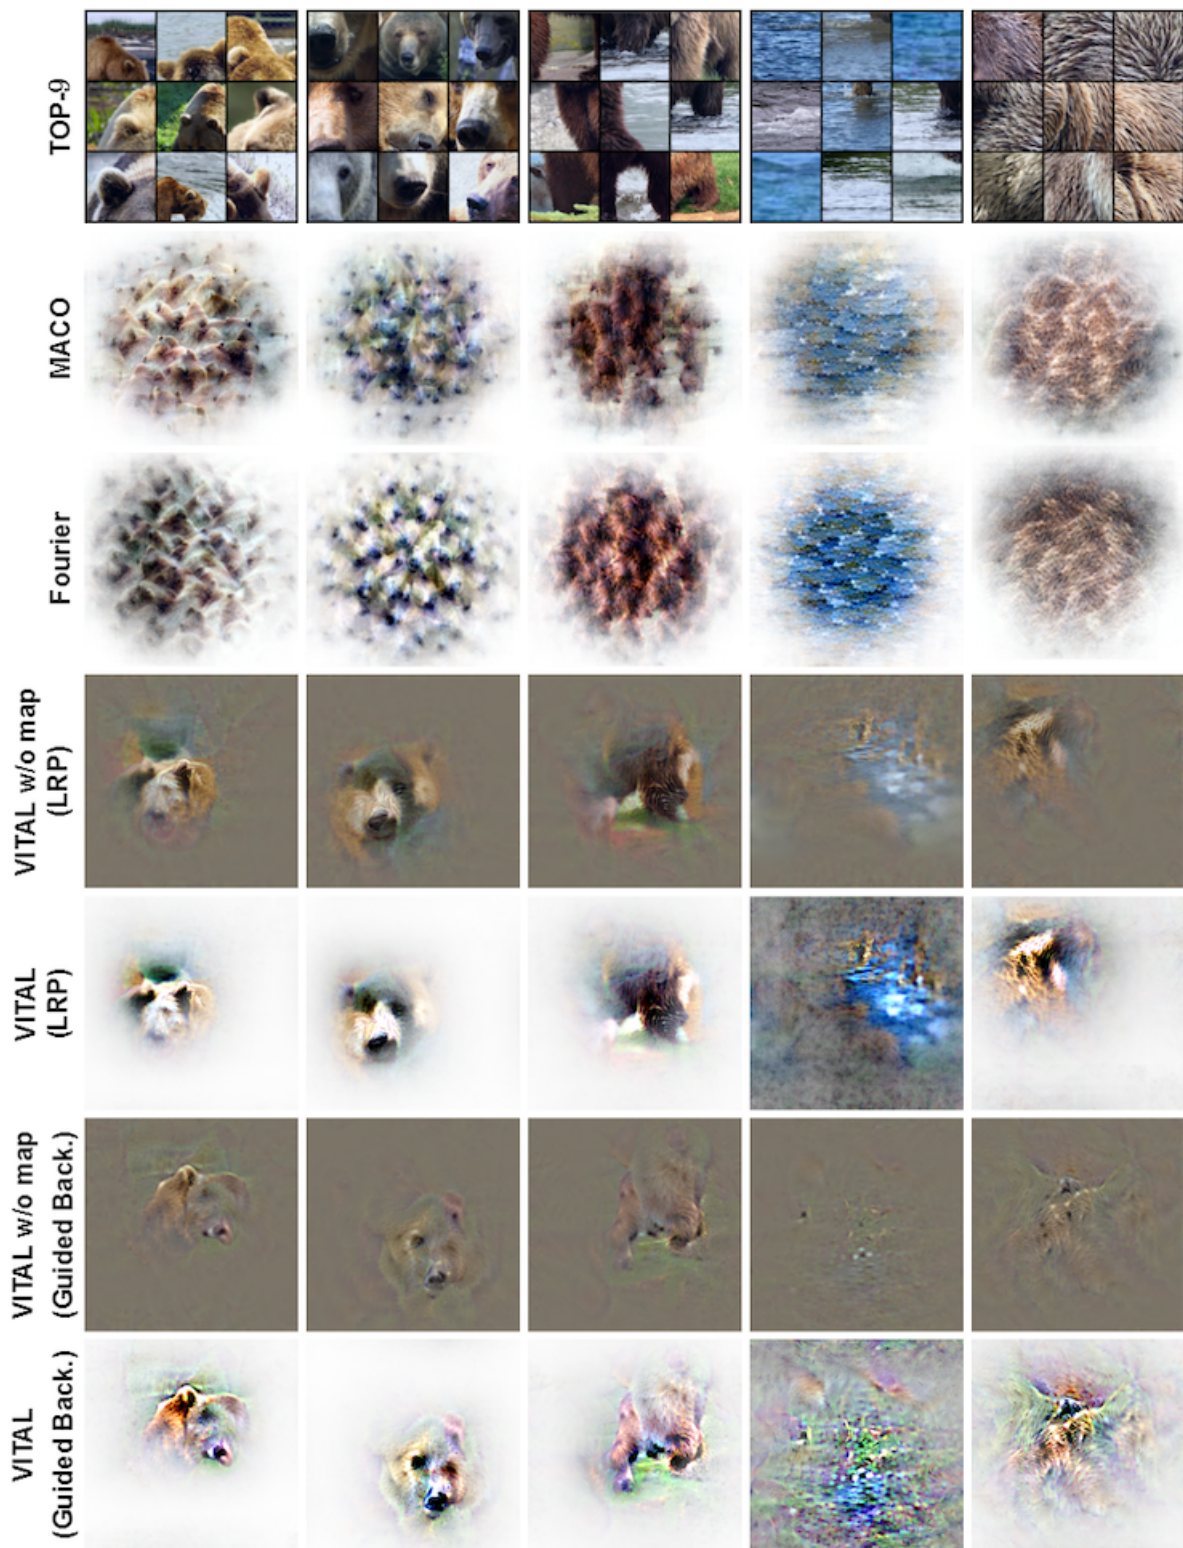 TOP-9
MACO
Fourier
VITAL w/o map
(LRP)
VITAL
(LRP)
VITAL w/o map
(Guided Back.)
VITAL
(Guided Back.)